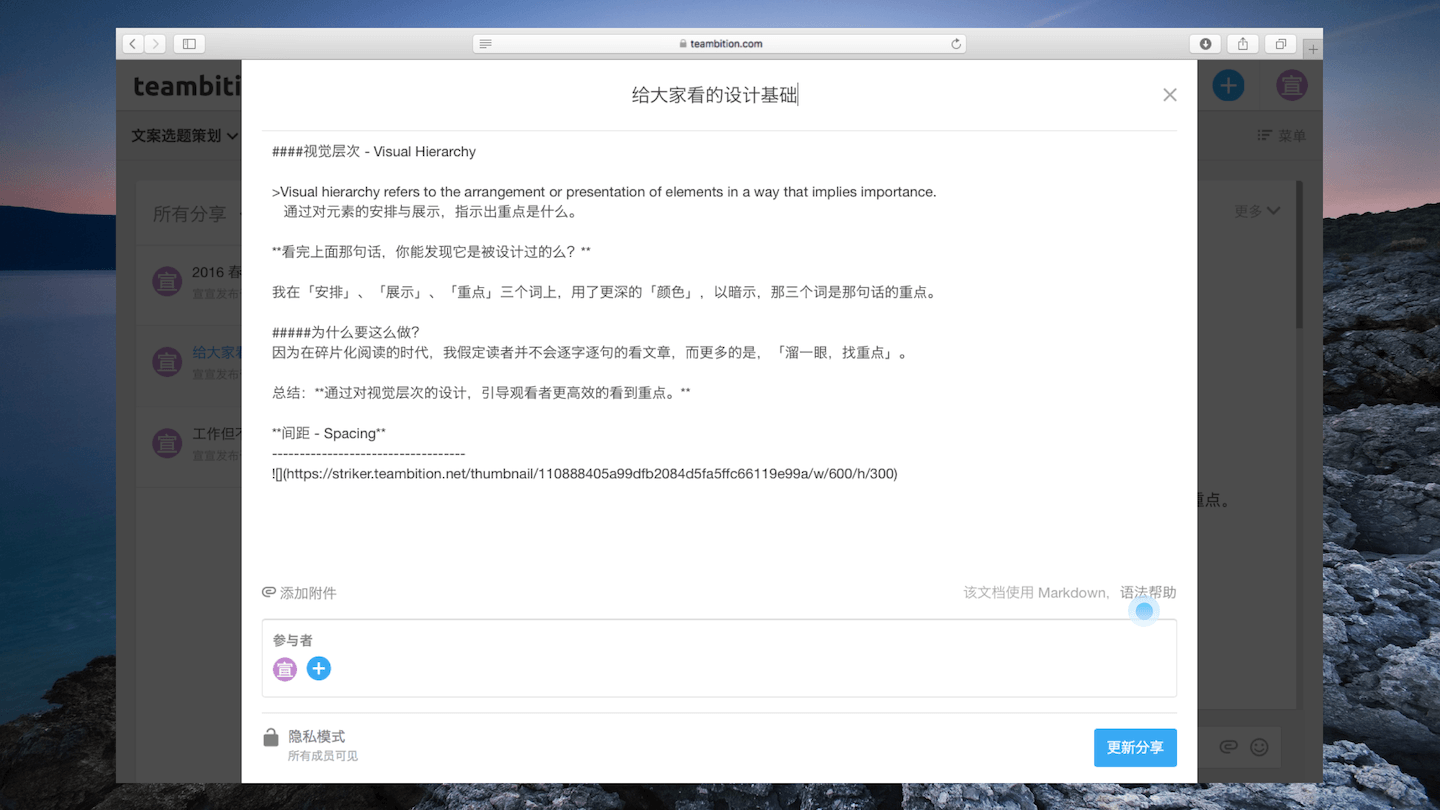 teambition.com
teambiti
给大家看的设计基础
宣
文案选题策划
菜单
####视觉层次 - Visual Hierarchy
>Visual hierarchy refers to the arrangement or presentation of elements in a way that implies importance.
通过对元素的安排与展示，指示出重点是什么。
所有分享
更多
**看完上面那句话，你能发现它是被设计过的么？**
宣
2016 春
宣宣发布
我在「安排」、「展示」、「重点」三个词上，用了更深的「颜色」，以暗示，那三个词是那句话的重点。
#####为什么要这么做？
因为在碎片化阅读的时代，我假定读者并不会逐字逐句的看文章，而更多的是，「溜一眼，找重点」。
宣
给大家看
宣宣发布
总结：**通过对视觉层次的设计，引导观看者更高效的看到重点。**
宣
工作但不
宣宣发布
**间距 - Spacing**
-----------------------------------
![](https://striker.teambition.net/thumbnail/110888405a99dfb2084d5fa5ffc66119e99a/w/600/h/300)
重点。
添加附件
该文档使用 Markdown，语法帮助
参与者
宣
隐私模式
所有成员可见
更新分享